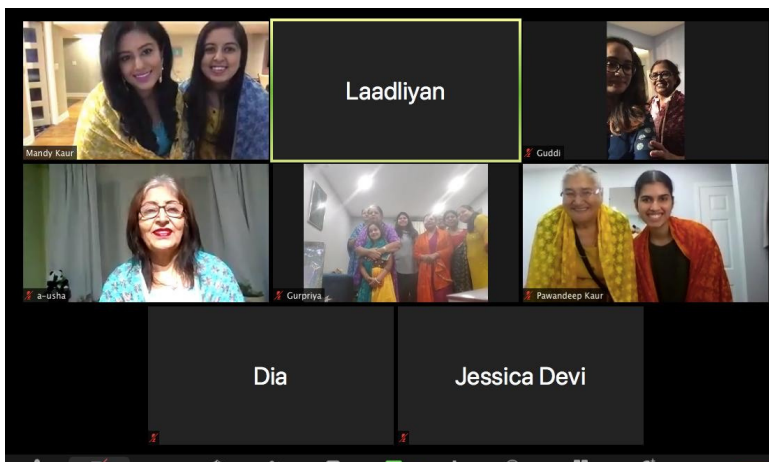 Mandy Kaur
Laadliyan
Guddi
a-usha
Gurpriya
Pawandeep Kaur
Dia
Jessica Devi